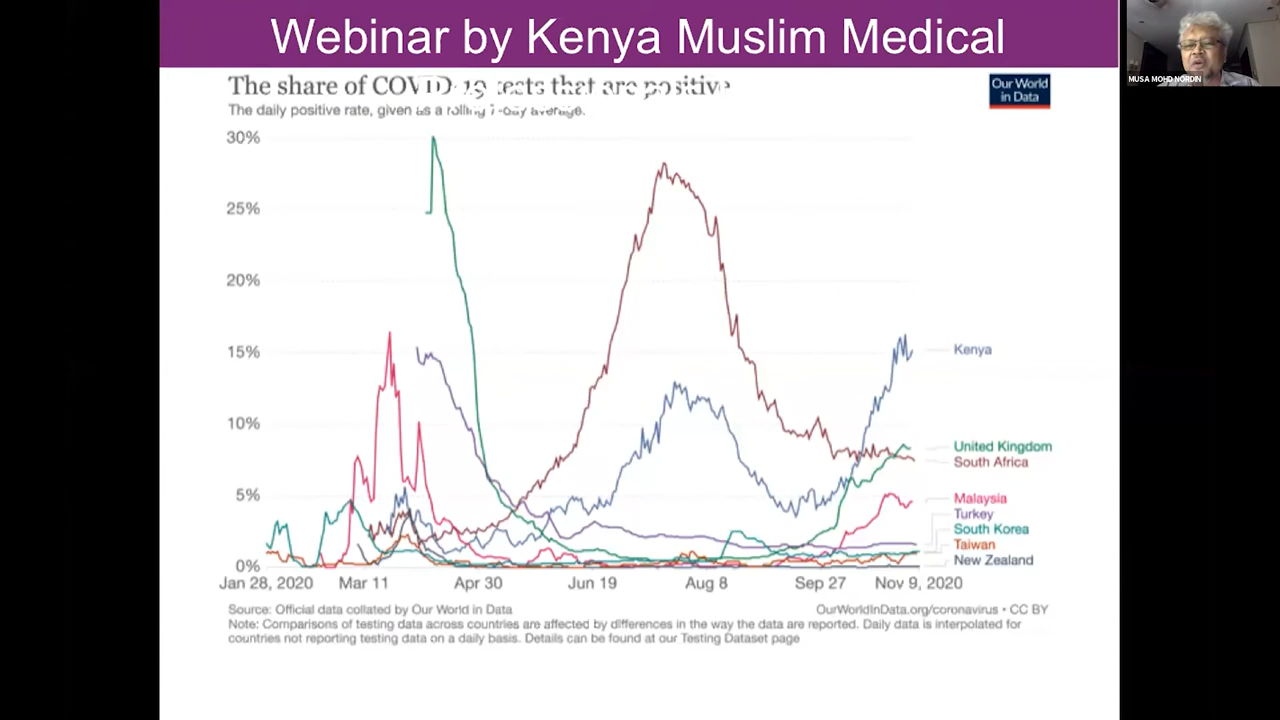 Webinar by Kenya Muslim Medical
MUSA MOHD NORDIN
The share of COVID-19 tests that are positive
Our World
in Data
The daily positive rate, given as a rolling 7-day average.
30%
25%
20%
15%
10%
5%
0%
Kenya
United Kingdom
South Africa
Malaysia
Turkey
South Korea
Taiwan
New Zealand
Jan 28, 2020 Mar 11 Apr 30 Jun 19 Aug 8 Sep 27 Nov 9, 2020
Source: Official data collated by Our World in Data OurWorldInData.org/coronavirus • CC BY
Note: Comparisons of testing data across countries are affected by differences in the way the data are reported. Daily data is interpolated for
countries not reporting testing data on a daily basis. Details can be found at our Testing Dataset page